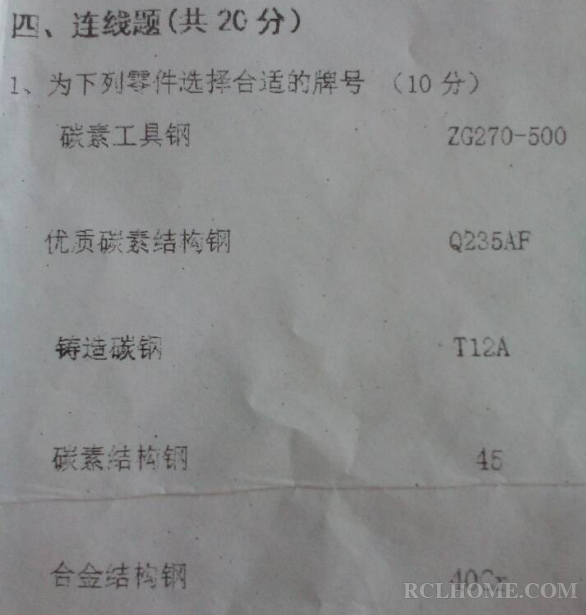 四、连线题(共20分)
1、为下列零件选择合适的牌号 (10分)
碳素工具钢 ZG270-500
优质碳素结构钢 Q235AF
铸造碳钢 T12A
碳素结构钢 45
合金结构钢 40Cr
RCLHOME.COM